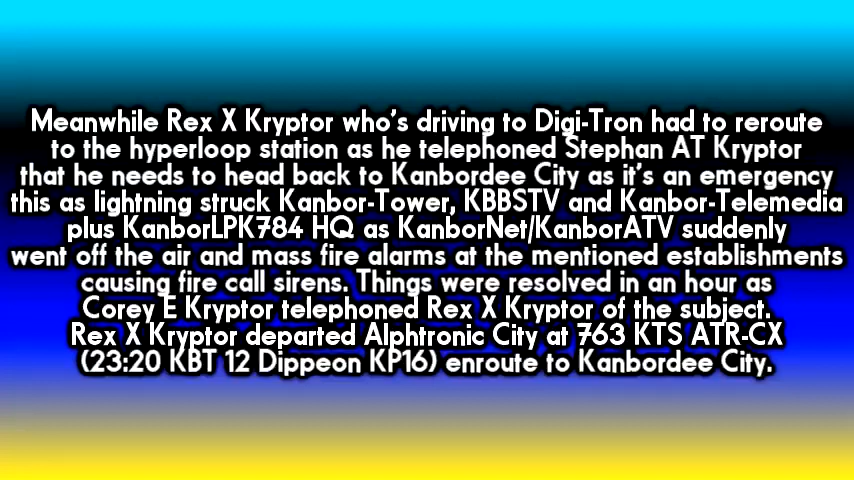 Meanwhile Rex X Kryptor who's driving to Digi-Tron had to reroute
to the hyperloop station as he telephoned Stephan AT Kryptor
that he needs to head back to Kanbordee City as it's an emergency
this as lightning struck Kanbor-Tower, KBBSTV and Kanbor-Telemedia
plus KanborLPK784 HQ as KanborNet/KanborATV suddenly
went off the air and mass fire alarms at the mentioned establishments
causing fire call sirens. Things were resolved in an hour as
Corey E Kryptor telephoned Rex X Kryptor of the subject.
Rex X Kryptor departed Alphtronic City at 763 KTS ATR-CX
(23:20 KBT 12 Dippeon KP16) enroute to Kanbordee City.